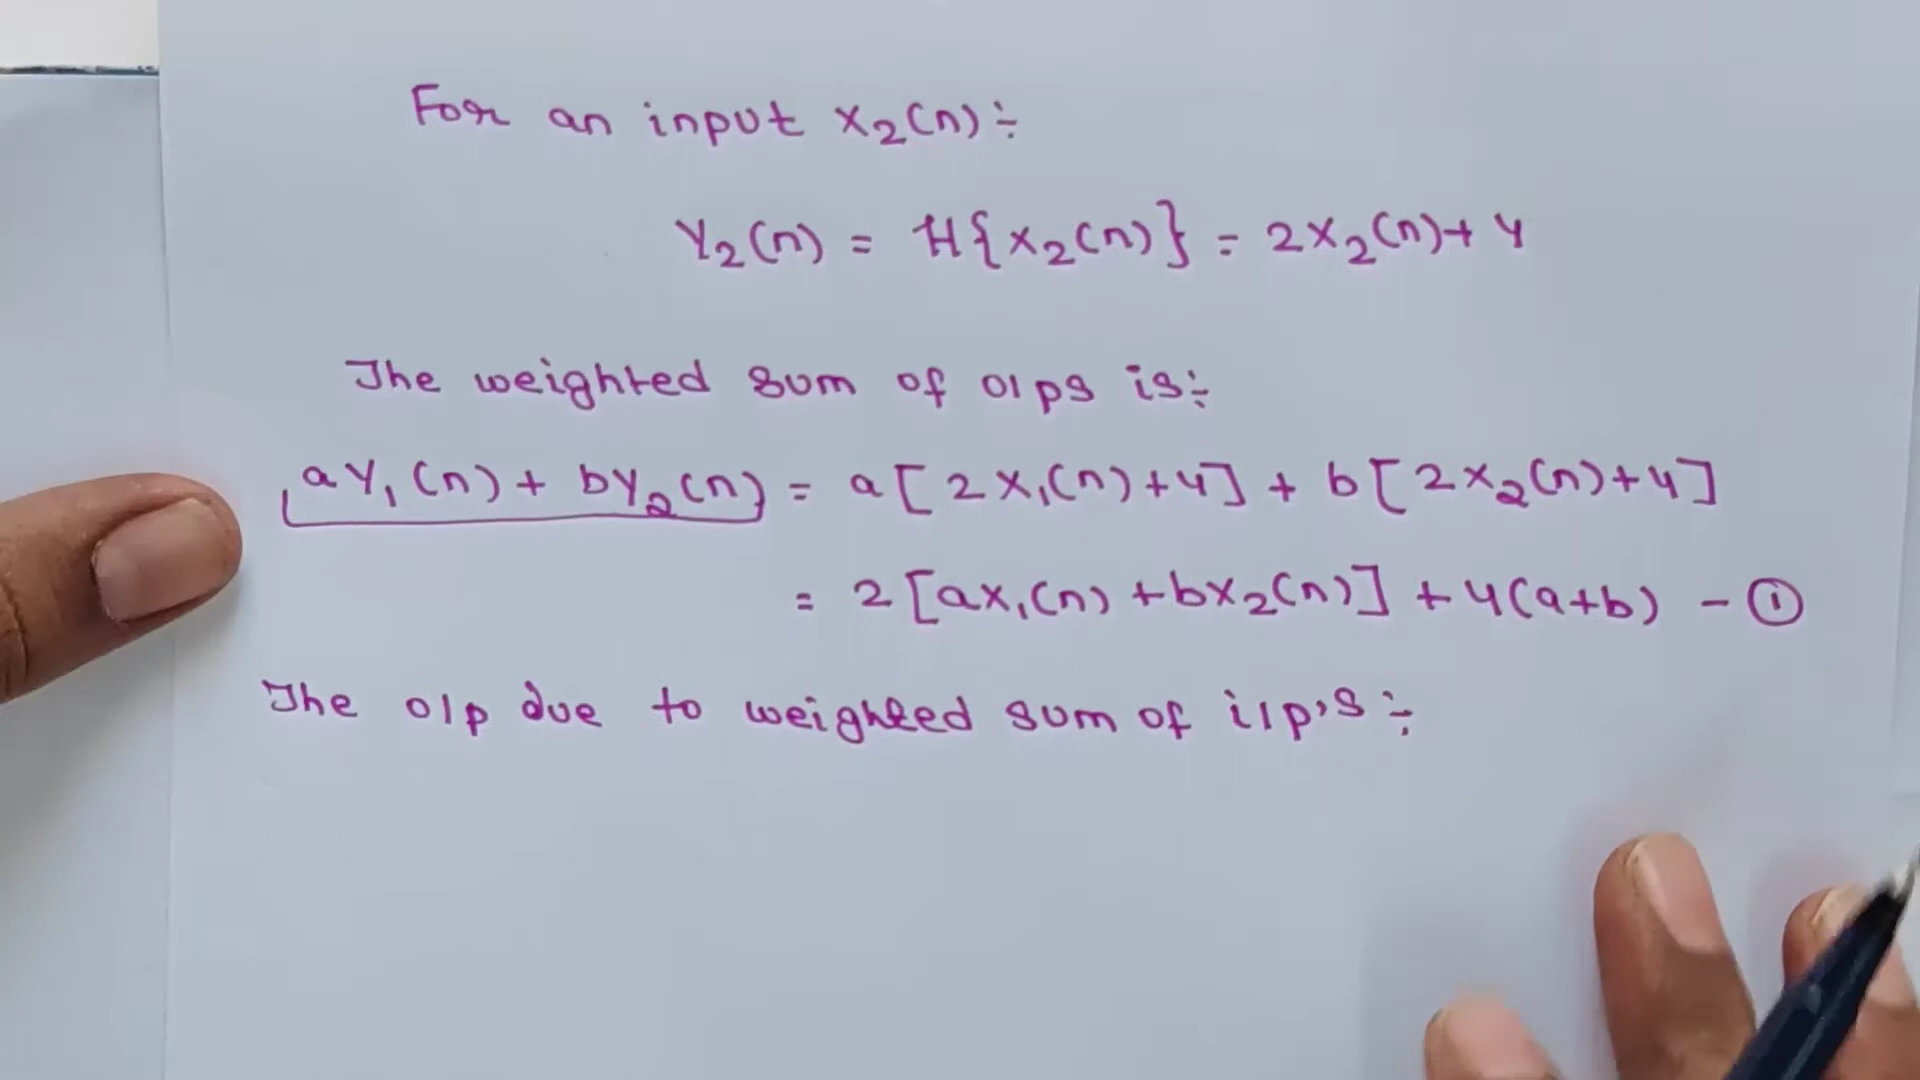 For an input x₂(n):
Y₂(n) = H{x₂(n)} = 2x₂(n)+4
The weighted sum of o/ps is:
aY₁(n) + bY₂(n) = a[2x₁(n)+4] + b[2x₂(n)+4]
= 2[ax₁(n)+bx₂(n)] + 4(a+b) - ①
The o/p due to weighted sum of i/p's: